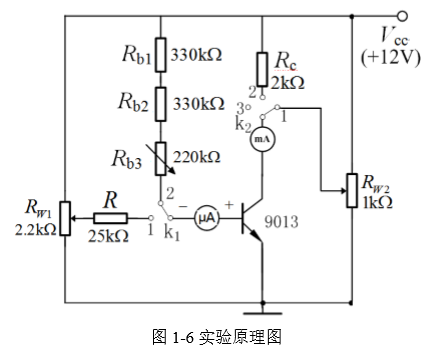 Vcc
(+12V)
Rb1 330kΩ
Rc
2kΩ
Rb2 330kΩ
2
3
1
k2
mA
Rb3 220kΩ
RW2
1kΩ
2
RW1
2.2kΩ
R
25kΩ
1 k1
− μA +
9013
图 1-6 实验原理图